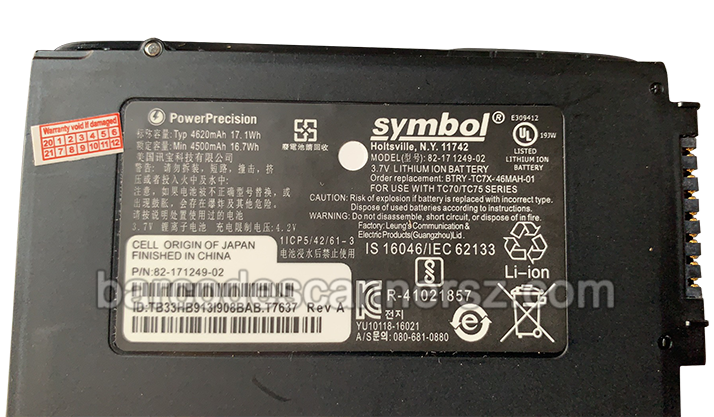 Warranty void if damaged
20 1 2 3 4 5 6
21 7 8 9 10 11 12
PowerPrecision
标称容量: Typ 4620mAh 17.1Wh
额定容量: Min 4500mAh 16.7Wh
美国讯宝科技有限公司
警告: 请勿拆装，短路，撞击，挤
压或者投入火中及水中.
注意: 如果电池被不正确型号替换，或
出现鼓胀，会存在爆炸及其他危险.
按说明处置使用过的电池
3.7V 锂离子电池 充电限制电压: 4.2V
1ICP5/42/61-3
电池浸水后禁止使用
廢電池請回收
symbol®
Holtsville, N.Y. 11742
MODEL(型号): 82-171249-02
3.7V LITHIUM ION BATTERY
Order replacement: BTRY-TC7X-46MAH-01
FOR USE WITH TC70/TC75 SERIES
CAUTION: Risk of explosion if battery is replaced with incorrect type.
Dispose used batteries according to instructions.
WARNING: Do not disassemble, short circuit, or dispose of in fire.
Factory: Leung's Communication &
Electric Products(Guangzhou)Ltd.
E309412
UL ® 193W
LISTED
LITHIUM ION
BATTERY
IS 16046/IEC 62133
Li-ion
R-41021857
전지
YU10118-16021
A/S문의 : 080-681-0880
CELL ORIGIN OF JAPAN
FINISHED IN CHINA
P/N:82-171249-02
ID:TB33HB913I908BAB.T7637 Rev A
barcodescannersz.com